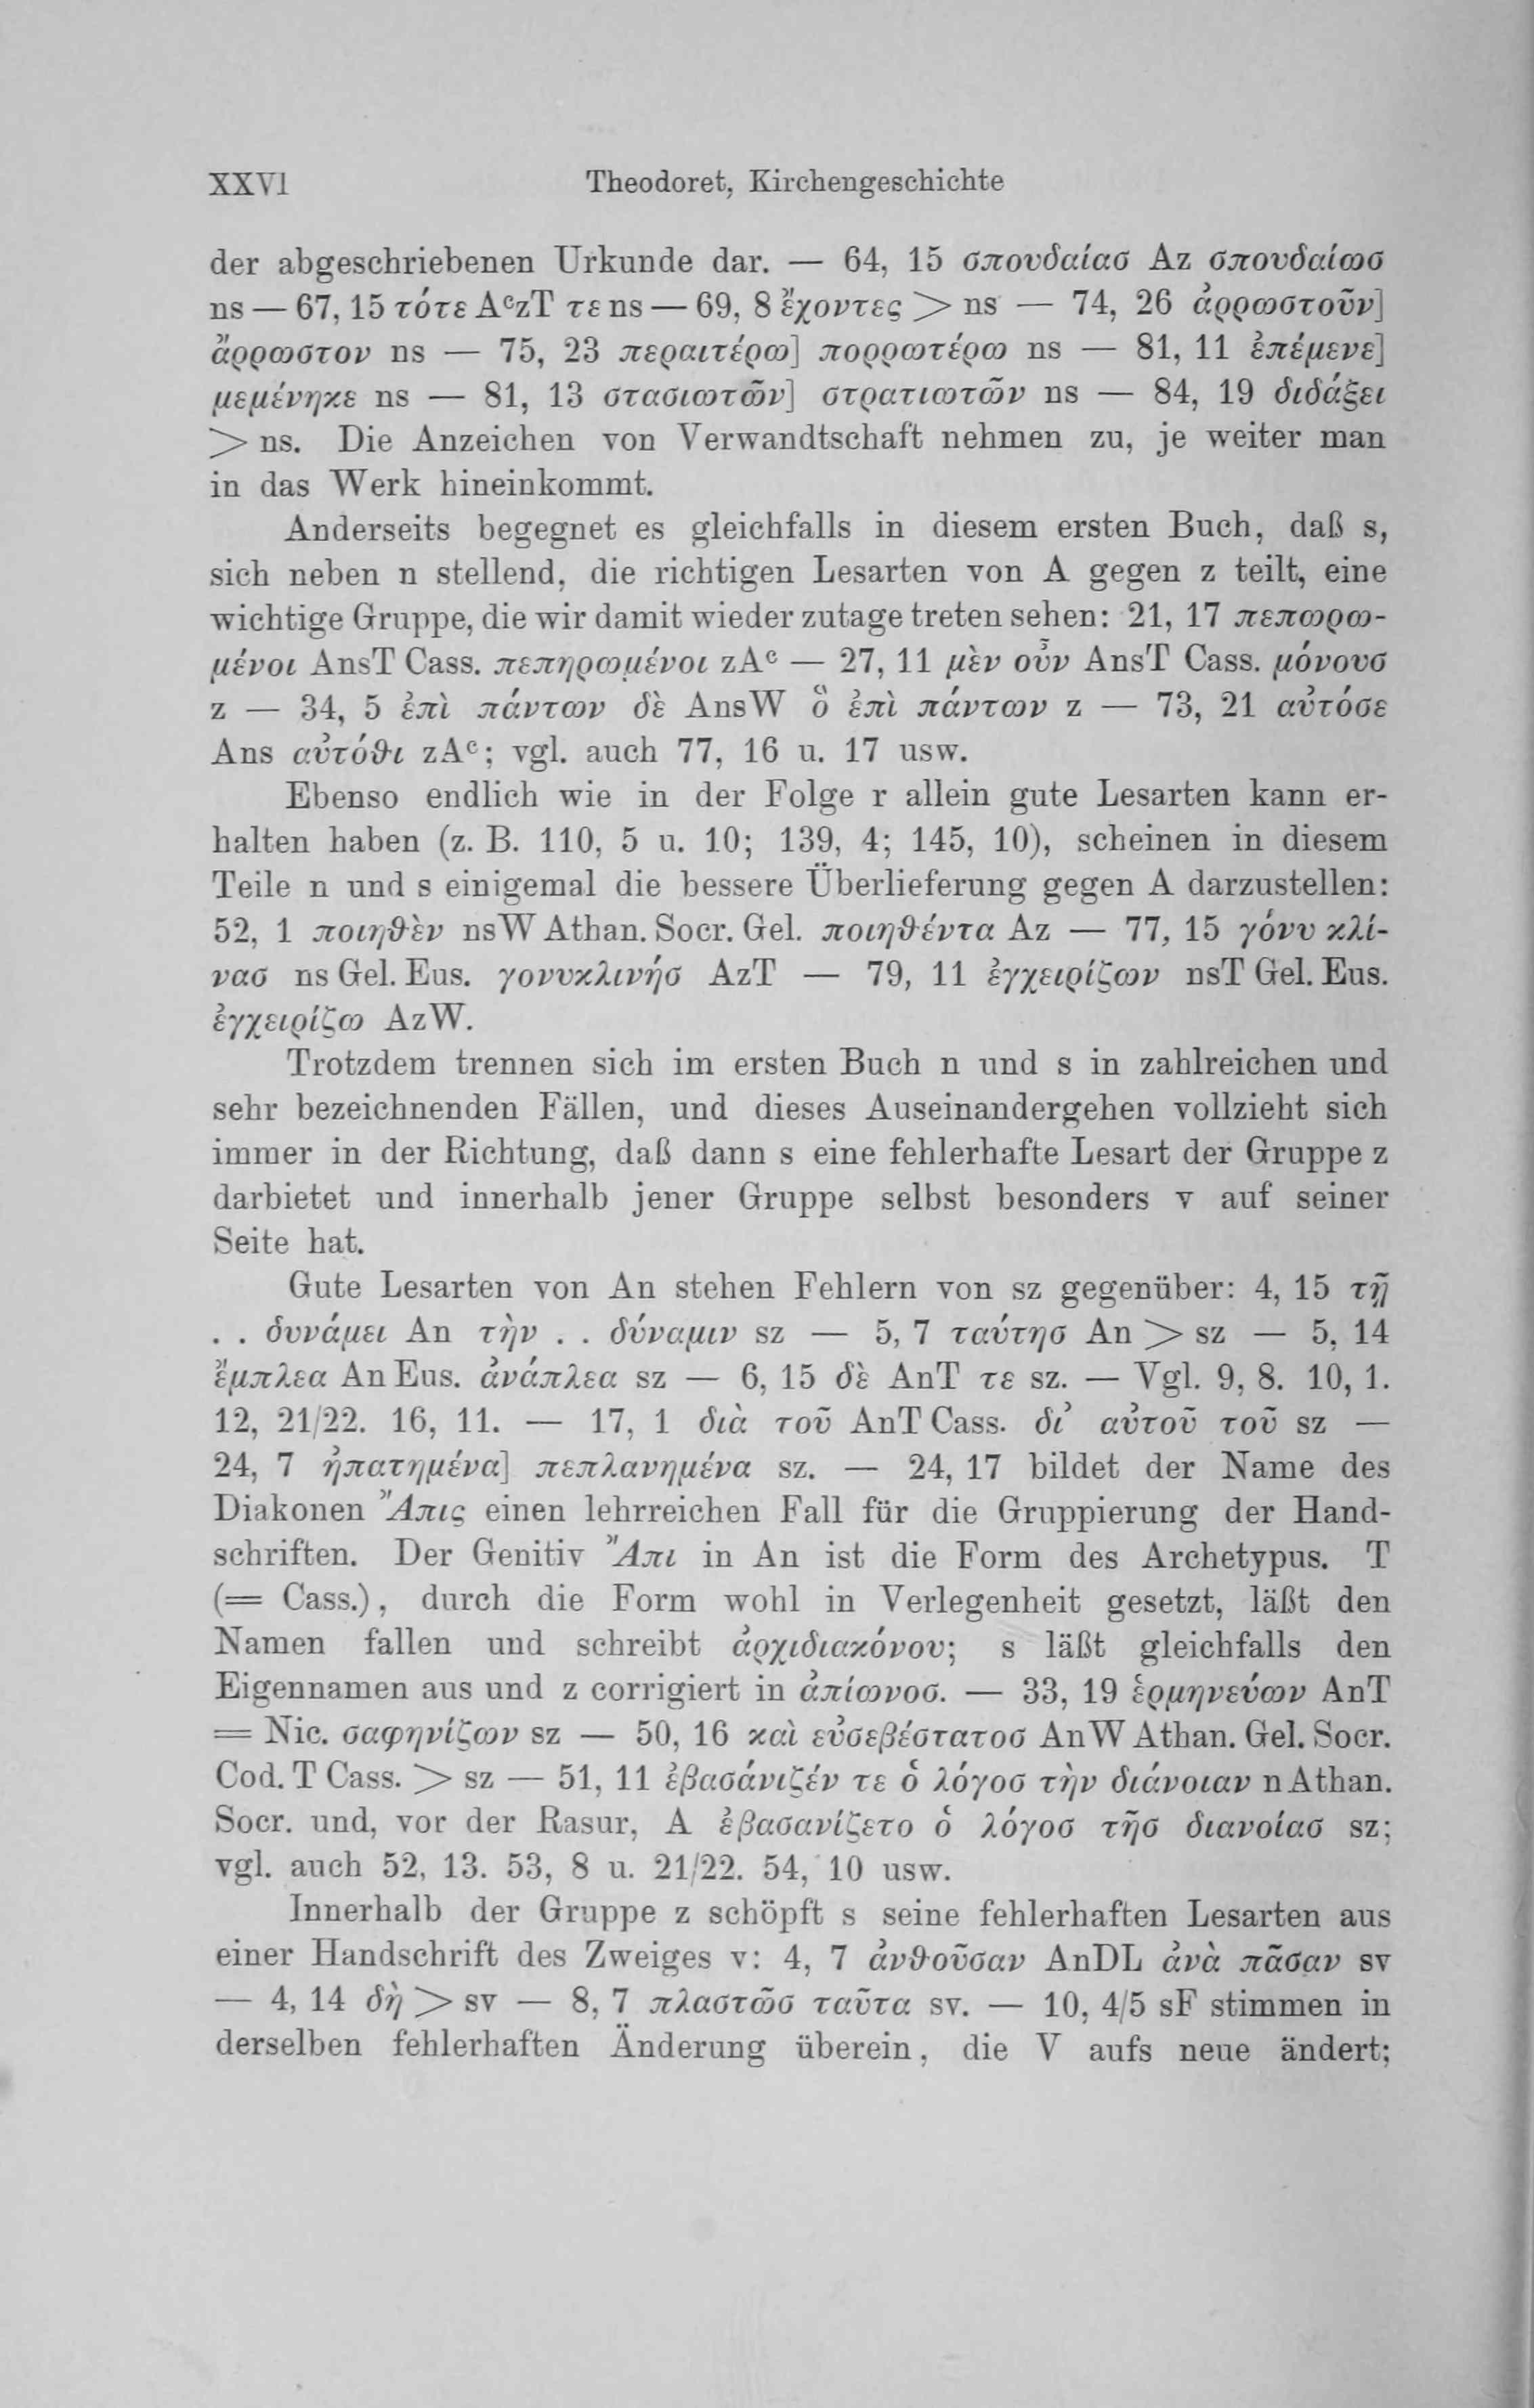 XXVI Theodoret, Kirchengeschichte
der abgeschriebenen Urkunde dar. — 64, 15 σπουδαίασ Az σπουδαίωσ
ns — 67, 15 τότε AᶜzT τε ns — 69, 8 ἔχοντες > ns — 74, 26 ἀρρωστοῦν]
ἄρρωστον ns — 75, 23 περαιτέρω] πορρωτέρω ns — 81, 11 ἐπέμενε]
μεμένηκε ns — 81, 13 στασιωτῶν] στρατιωτῶν ns — 84, 19 διδάξει
> ns. Die Anzeichen von Verwandtschaft nehmen zu, je weiter man
in das Werk hineinkommt.
Anderseits begegnet es gleichfalls in diesem ersten Buch, daß s,
sich neben n stellend, die richtigen Lesarten von A gegen z teilt, eine
wichtige Gruppe, die wir damit wieder zutage treten sehen: 21, 17 πεπωρω-
μένοι AnsT Cass. πεπηρωμένοι zAᶜ — 27, 11 μὲν οὖν AnsT Cass. μόνουσ
z — 34, 5 ἐπὶ πάντων δὲ AnsW ὃ ἐπὶ πάντων z — 73, 21 αὐτόσε
Ans αὐτόθι zAᶜ; vgl. auch 77, 16 u. 17 usw.
Ebenso endlich wie in der Folge r allein gute Lesarten kann er-
halten haben (z. B. 110, 5 u. 10; 139, 4; 145, 10), scheinen in diesem
Teile n und s einigemal die bessere Überlieferung gegen A darzustellen:
52, 1 ποιηθὲν nsW Athan. Socr. Gel. ποιηθέντα Az — 77, 15 γόνυ κλί-
νασ ns Gel. Eus. γονυκλινήσ AzT — 79, 11 ἐγχειρίζων nsT Gel. Eus.
ἐγχειρίζω AzW.
Trotzdem trennen sich im ersten Buch n und s in zahlreichen und
sehr bezeichnenden Fällen, und dieses Auseinandergehen vollzieht sich
immer in der Richtung, daß dann s eine fehlerhafte Lesart der Gruppe z
darbietet und innerhalb jener Gruppe selbst besonders v auf seiner
Seite hat.
Gute Lesarten von An stehen Fehlern von sz gegenüber: 4, 15 τῇ
. . δυνάμει An τὴν . . δύναμιν sz — 5, 7 ταύτησ An > sz — 5, 14
ἔμπλεα An Eus. ἀνάπλεα sz — 6, 15 δὲ AnT τε sz. — Vgl. 9, 8. 10, 1.
12, 21/22. 16, 11. — 17, 1 διὰ τοῦ AnT Cass. δι’ αὐτοῦ τοῦ sz —
24, 7 ἠπατημένα] πεπλανημένα sz. — 24, 17 bildet der Name des
Diakonen Ἄπις einen lehrreichen Fall für die Gruppierung der Hand-
schriften. Der Genitiv Ἄπι in An ist die Form des Archetypus. T
(= Cass.), durch die Form wohl in Verlegenheit gesetzt, läßt den
Namen fallen und schreibt ἀρχιδιακόνου; s läßt gleichfalls den
Eigennamen aus und z corrigiert in ἀπίωνοσ. — 33, 19 ἑρμηνεύων AnT
= Nic. σαφηνίζων sz — 50, 16 καὶ εὐσεβέστατοσ AnW Athan. Gel. Socr.
Cod. T Cass. > sz — 51, 11 ἐβασάνιζέν τε ὁ λόγοσ τὴν διάνοιαν n Athan.
Socr. und, vor der Rasur, A ἐβασανίζετο ὁ λόγοσ τῆσ διανοίασ sz;
vgl. auch 52, 13. 53, 8 u. 21/22. 54, 10 usw.
Innerhalb der Gruppe z schöpft s seine fehlerhaften Lesarten aus
einer Handschrift des Zweiges v: 4, 7 ἀνθοῦσαν AnDL ἀνὰ πᾶσαν sv
— 4, 14 δὴ > sv — 8, 7 πλαστῶσ ταῦτα sv. — 10, 4/5 sF stimmen in
derselben fehlerhaften Änderung überein, die V aufs neue ändert;